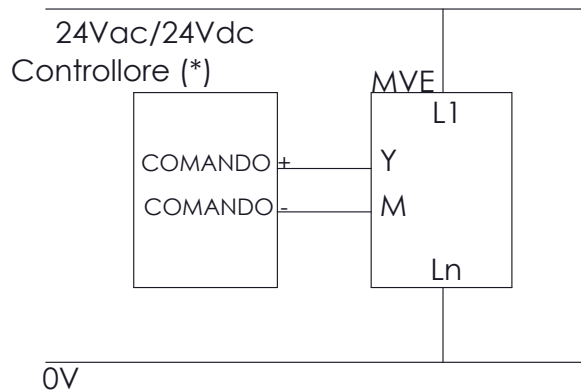 24Vac/24Vdc
Controllore (*)
MVE
L1
COMANDO + Y
COMANDO - M
Ln
0V